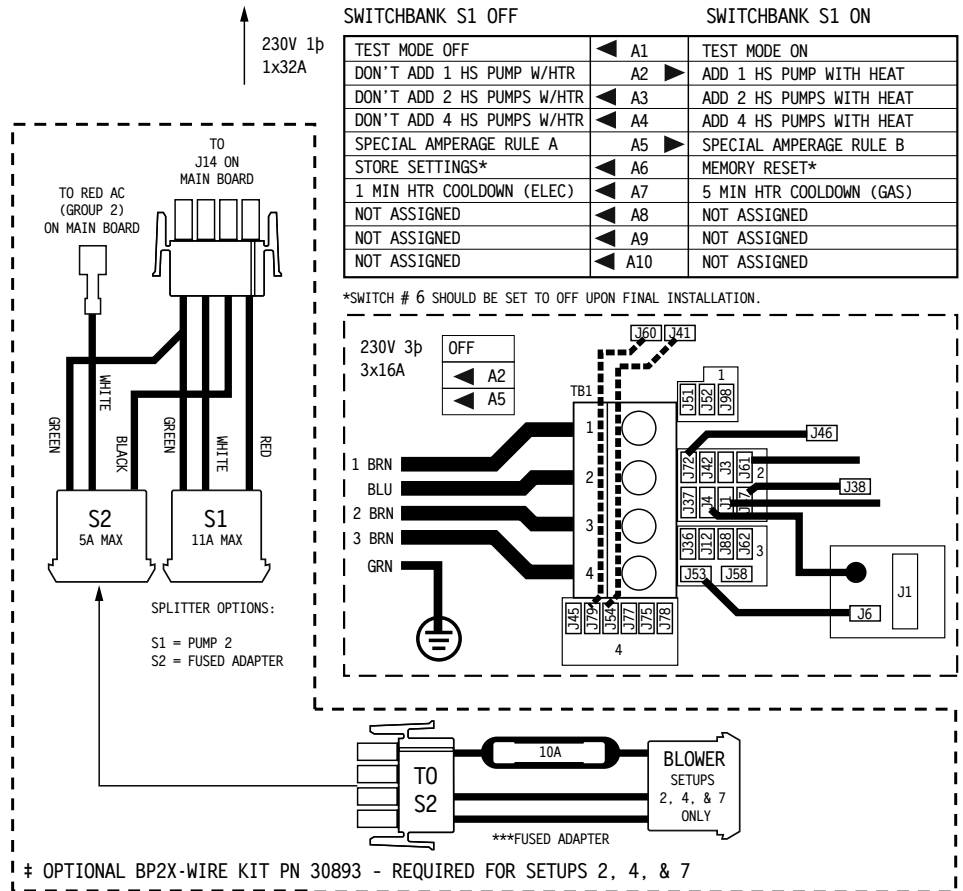 230V 1þ
1x32A
SWITCHBANK S1 OFF
SWITCHBANK S1 ON
TEST MODE OFF A1 TEST MODE ON
DON'T ADD 1 HS PUMP W/HTR A2 ADD 1 HS PUMP WITH HEAT
DON'T ADD 2 HS PUMPS W/HTR A3 ADD 2 HS PUMPS WITH HEAT
DON'T ADD 4 HS PUMPS W/HTR A4 ADD 4 HS PUMPS WITH HEAT
SPECIAL AMPERAGE RULE A A5 SPECIAL AMPERAGE RULE B
STORE SETTINGS* A6 MEMORY RESET*
1 MIN HTR COOLDOWN (ELEC) A7 5 MIN HTR COOLDOWN (GAS)
NOT ASSIGNED A8 NOT ASSIGNED
NOT ASSIGNED A9 NOT ASSIGNED
NOT ASSIGNED A10 NOT ASSIGNED
*SWITCH # 6 SHOULD BE SET TO OFF UPON FINAL INSTALLATION.
TO
J14 ON
MAIN BOARD
TO RED AC
(GROUP 2)
ON MAIN BOARD
GREEN
WHITE
BLACK
GREEN
WHITE
RED
S2
5A MAX
S1
11A MAX
SPLITTER OPTIONS:
S1 = PUMP 2
S2 = FUSED ADAPTER
230V 3þ
3x16A
OFF
A2
A5
J60 J41
TB1
1
2
3
4
1 BRN
BLU
2 BRN
3 BRN
GRN
1
J51 J52 J98
J46
J72 J42 J3 J61
2
J37 J4 J1
J38
J36 J12 J88 J62
3
J53 J58
J6
J1
J45 J79 J54 J77 J75 J78
4
TO
S2
10A
BLOWER
SETUPS
2, 4, & 7
ONLY
***FUSED ADAPTER
‡ OPTIONAL BP2X-WIRE KIT PN 30893 - REQUIRED FOR SETUPS 2, 4, & 7